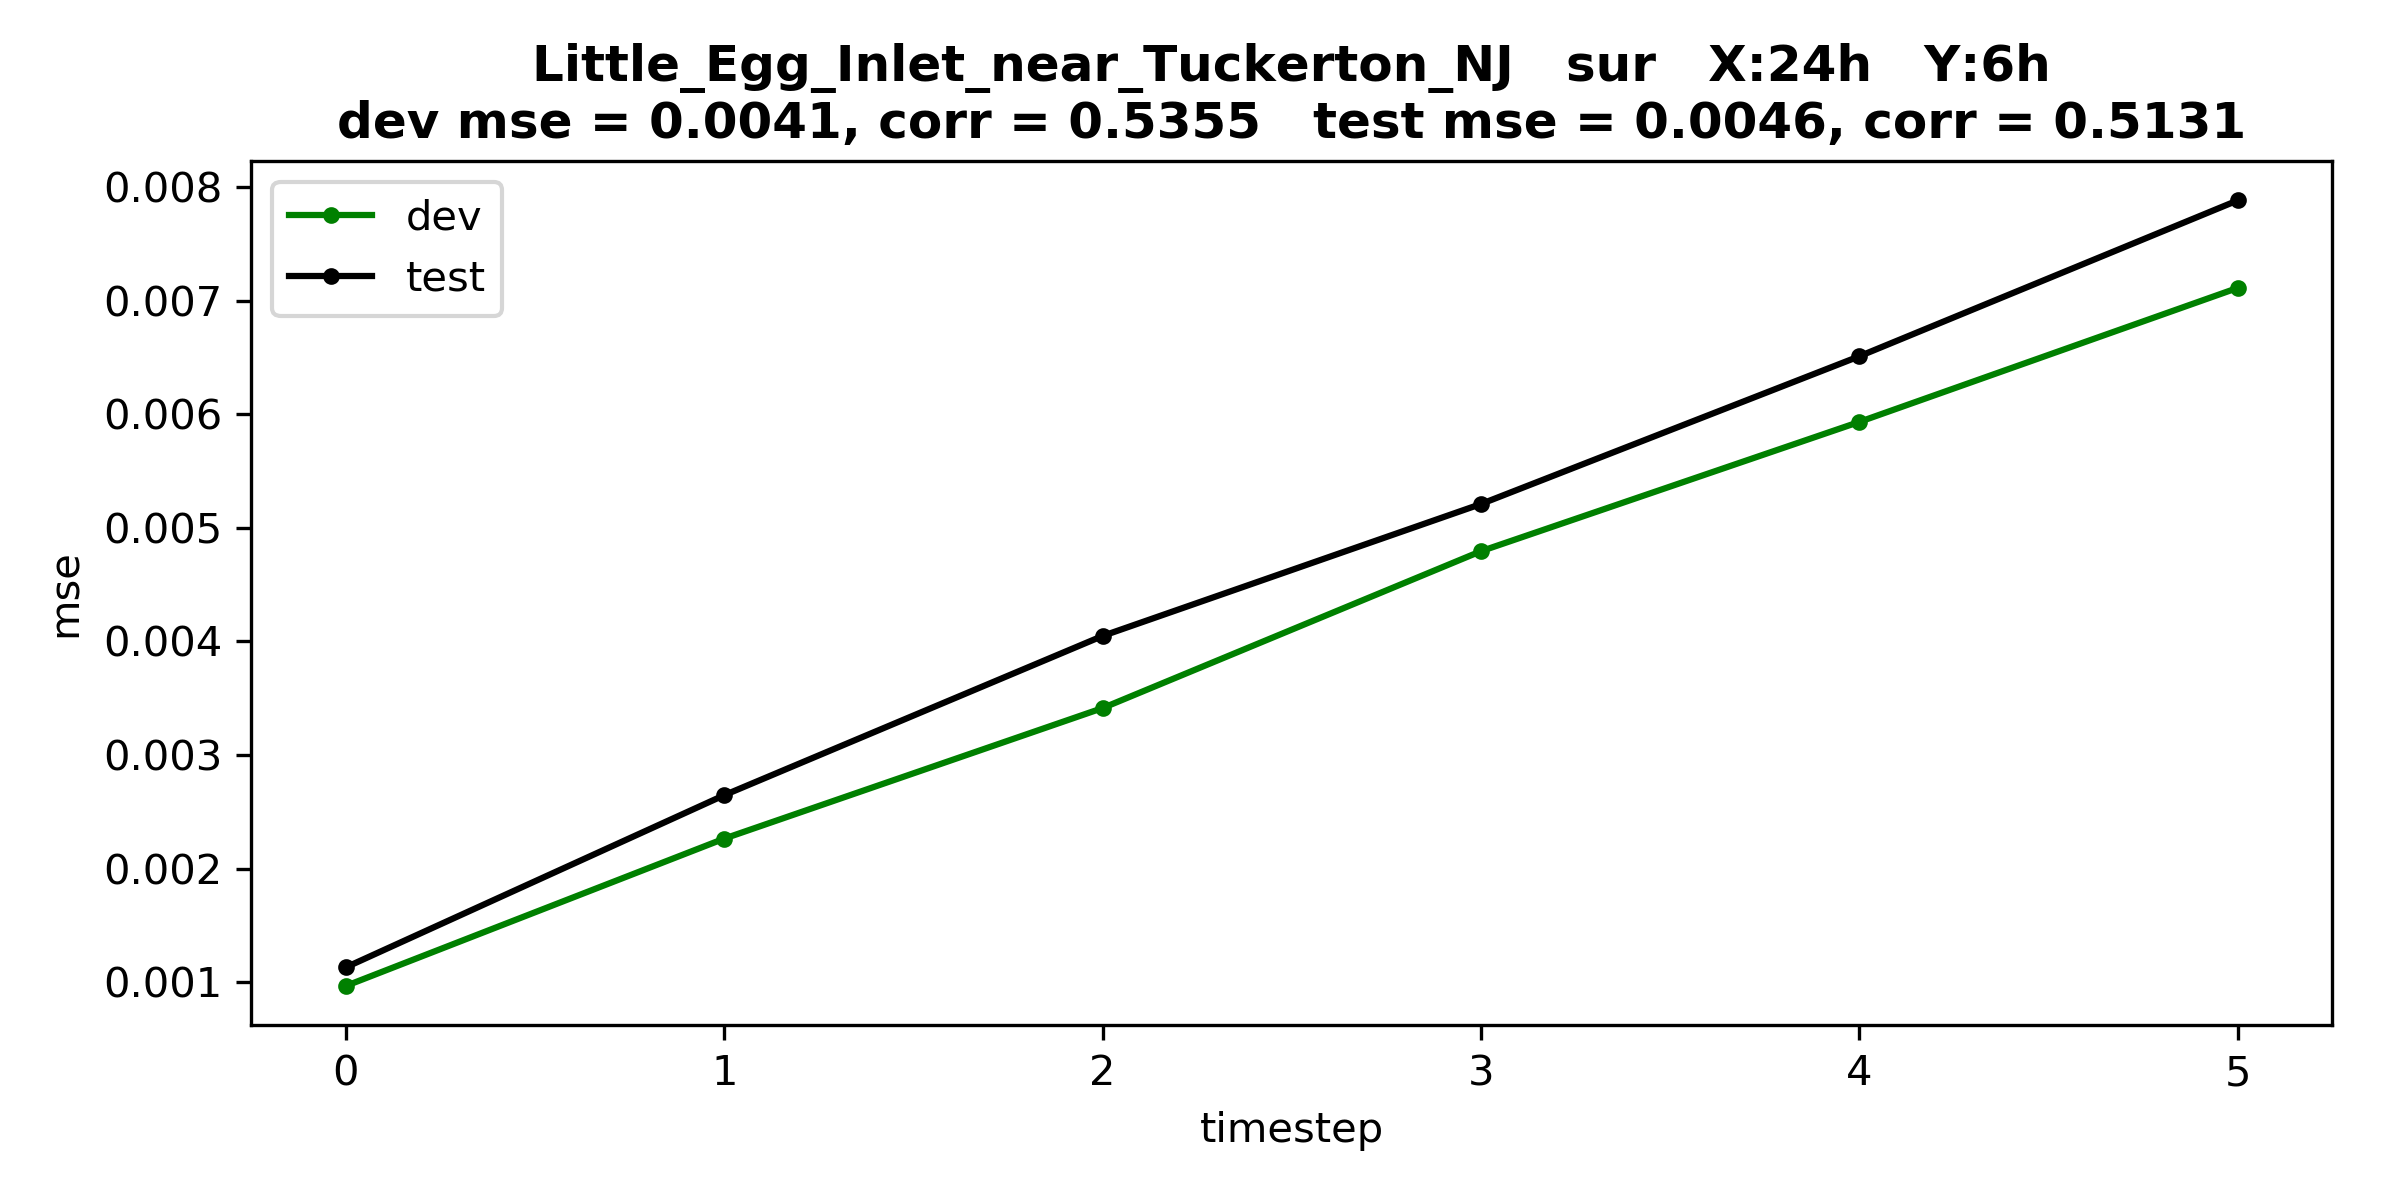 Little_Egg_Inlet_near_Tuckerton_NJ   sur   X:24h   Y:6h
dev mse = 0.0041, corr = 0.5355   test mse = 0.0046, corr = 0.5131
0.008
0.007
0.006
0.005
0.004
0.003
0.002
0.001
mse
dev
test
0 1 2 3 4 5
timestep